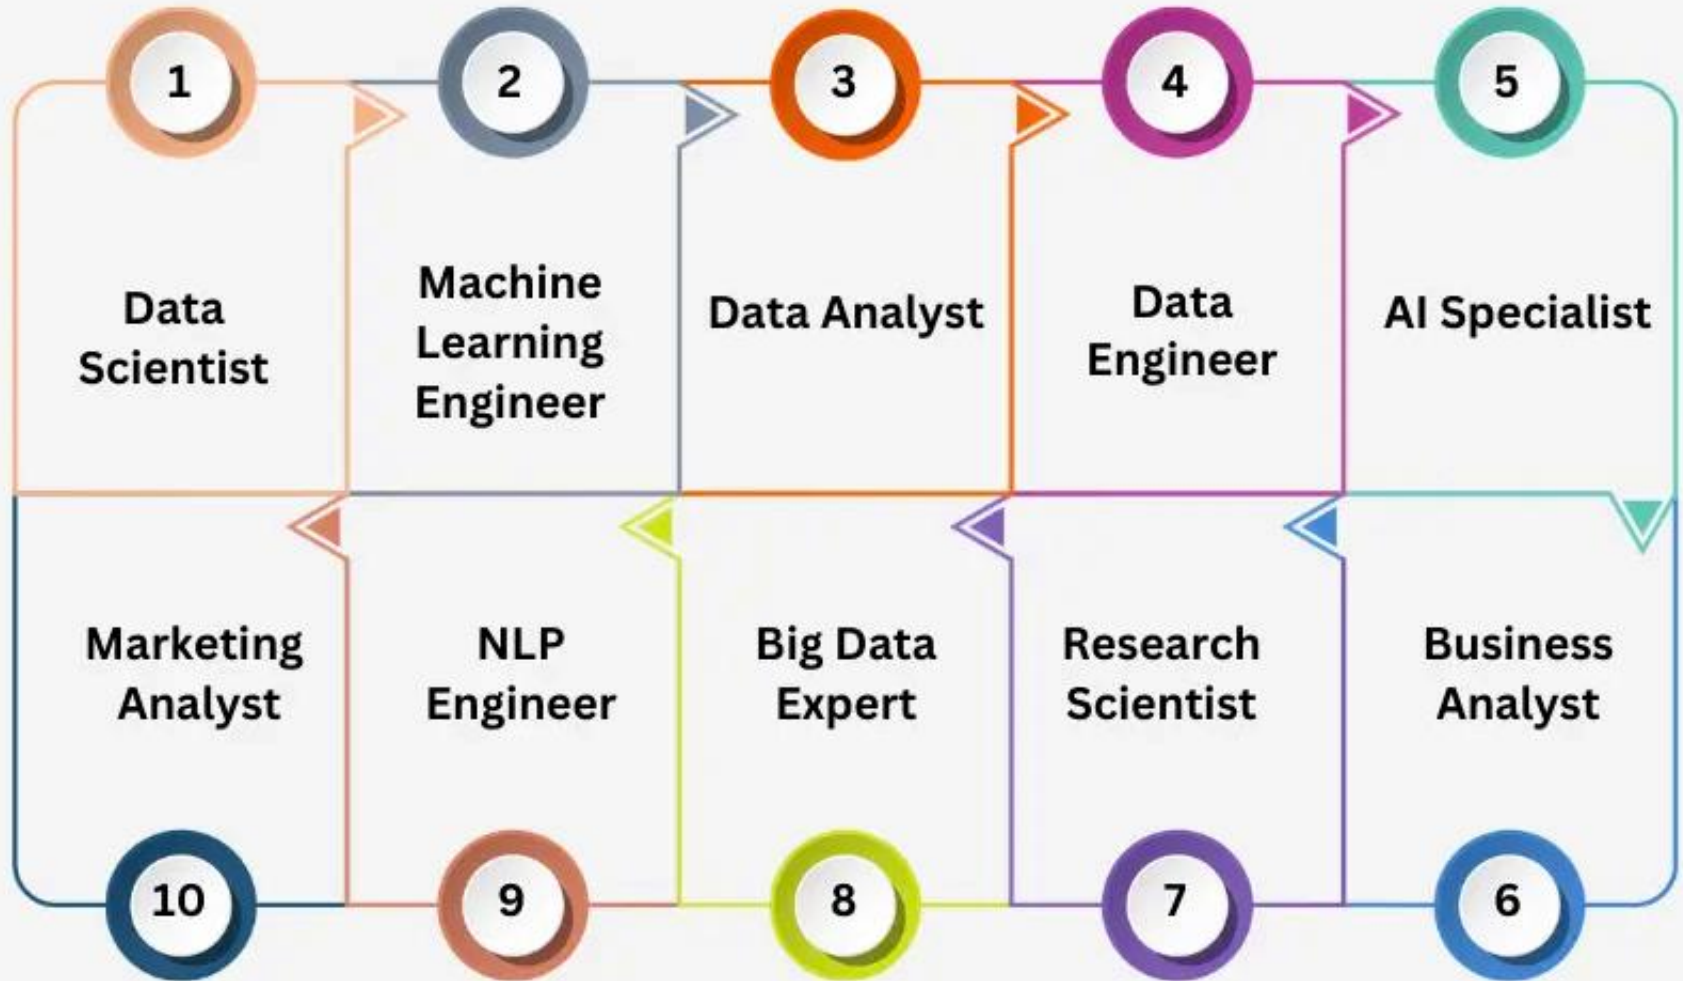 1
Data
Scientist
2
Machine
Learning
Engineer
3
Data Analyst
4
Data
Engineer
5
AI Specialist
Business
Analyst
6
Research
Scientist
7
Big Data
Expert
8
NLP
Engineer
9
Marketing
Analyst
10